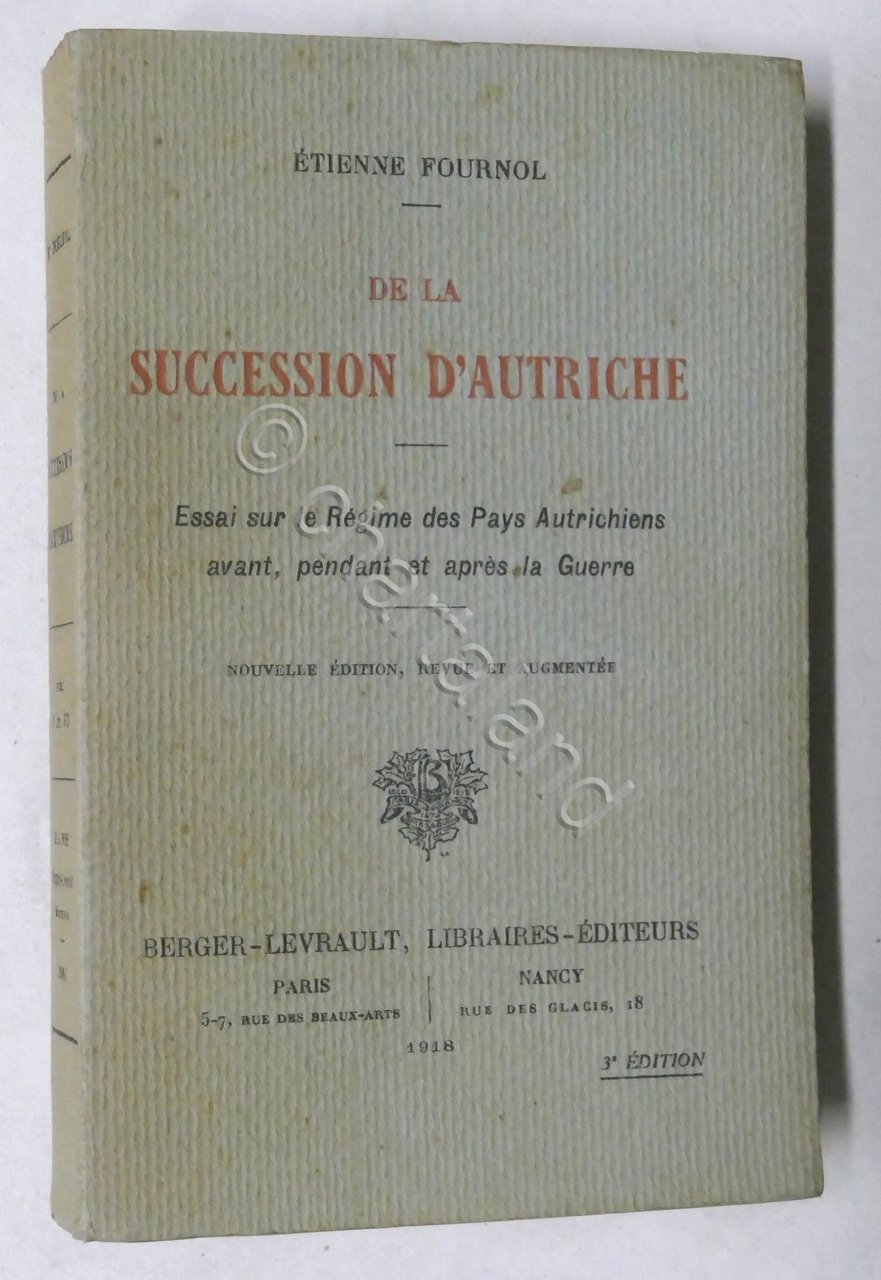 ÉTIENNE FOURNOL
DE LA
SUCCESSION D'AUTRICHE
Essai sur le Régime des Pays Autrichiens
avant, pendant et après la Guerre
NOUVELLE ÉDITION, REVUE ET AUGMENTÉE
B
BERGER-LEVRAULT, LIBRAIRES-ÉDITEURS
PARIS
5-7, RUE DES BEAUX-ARTS
NANCY
RUE DES GLACIS, 18
1918
3e ÉDITION
© chartaland